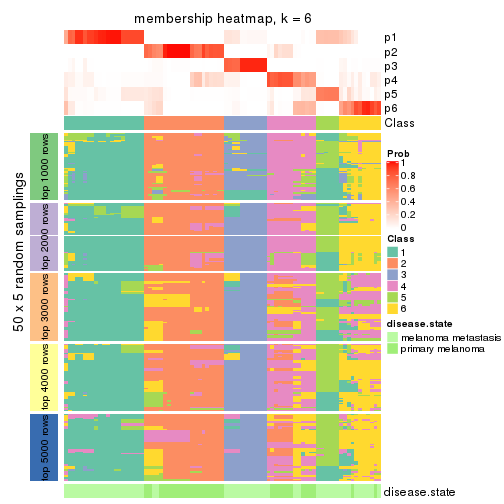 membership heatmap, k = 6
p1
p2
p3
p4
p5
p6
Class
50 x 5 random samplings
top 1000 rows
top 2000 rows
top 3000 rows
top 4000 rows
top 5000 rows
Prob
1
0.8
0.6
0.4
0.2
0
Class
1
2
3
4
5
6
disease.state
melanoma metastasis
primary melanoma
disease.state